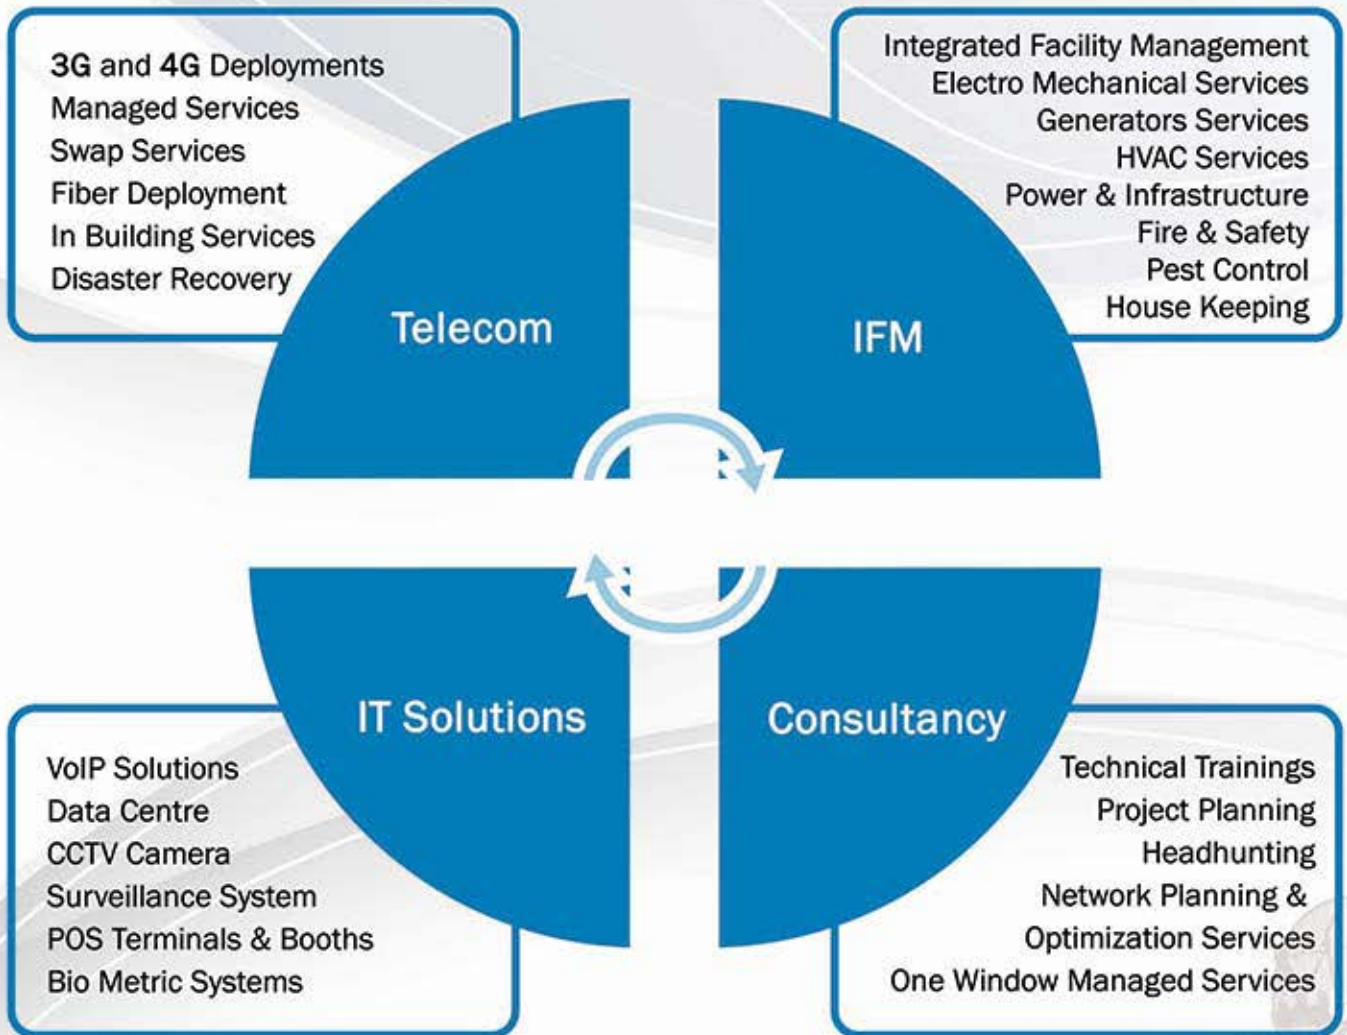 3G and 4G Deployments
Managed Services
Swap Services
Fiber Deployment
In Building Services
Disaster Recovery
Telecom
Integrated Facility Management
Electro Mechanical Services
Generators Services
HVAC Services
Power & Infrastructure
Fire & Safety
Pest Control
House Keeping
IFM
IT Solutions
VoIP Solutions
Data Centre
CCTV Camera
Surveillance System
POS Terminals & Booths
Bio Metric Systems
Consultancy
Technical Trainings
Project Planning
Headhunting
Network Planning &
Optimization Services
One Window Managed Services